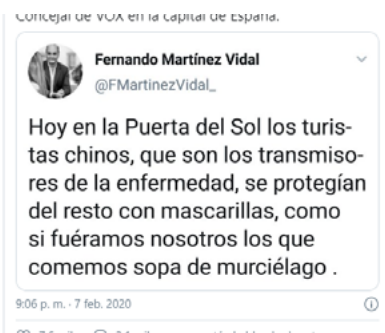 Concejal de VOX en la capital de España.
Fernando Martínez Vidal
@FMartinezVidal_
Hoy en la Puerta del Sol los turis-
tas chinos, que son los transmiso-
res de la enfermedad, se protegían
del resto con mascarillas, como
si fuéramos nosotros los que
comemos sopa de murciélago .
9:06 p. m. · 7 feb. 2020